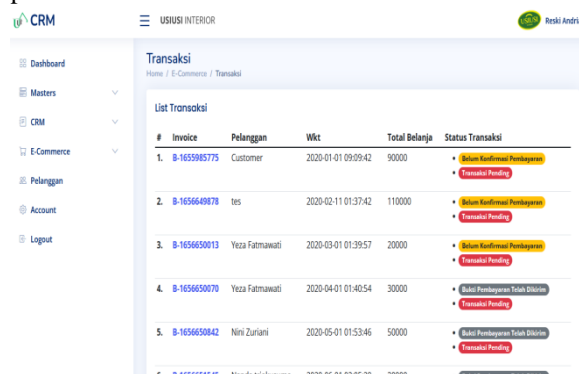 CRM
USIUSI INTERIOR
USIUSI
Reski Andria
Dashboard
Masters
CRM
E-Commerce
Pelanggan
Account
Logout
Transaksi
Home / E-Commerce / Transaksi
List Transaksi
# Invoice Pelanggan Wkt Total Belanja Status Transaksi
1. B-1655985775 Customer 2020-01-01 09:09:42 90000 • Belum Konfirmasi Pembayaran
• Transaksi Pending
2. B-1656649878 tes 2020-02-11 01:37:42 110000 • Belum Konfirmasi Pembayaran
• Transaksi Pending
3. B-1656650013 Yeza Fatmawati 2020-03-01 01:39:57 20000 • Belum Konfirmasi Pembayaran
• Transaksi Pending
4. B-1656650070 Yeza Fatmawati 2020-04-01 01:40:54 30000 • Bukti Pembayaran Telah Dikirim
• Transaksi Pending
5. B-1656650842 Nini Zuriani 2020-05-01 01:53:46 50000 • Bukti Pembayaran Telah Dikirim
• Transaksi Pending